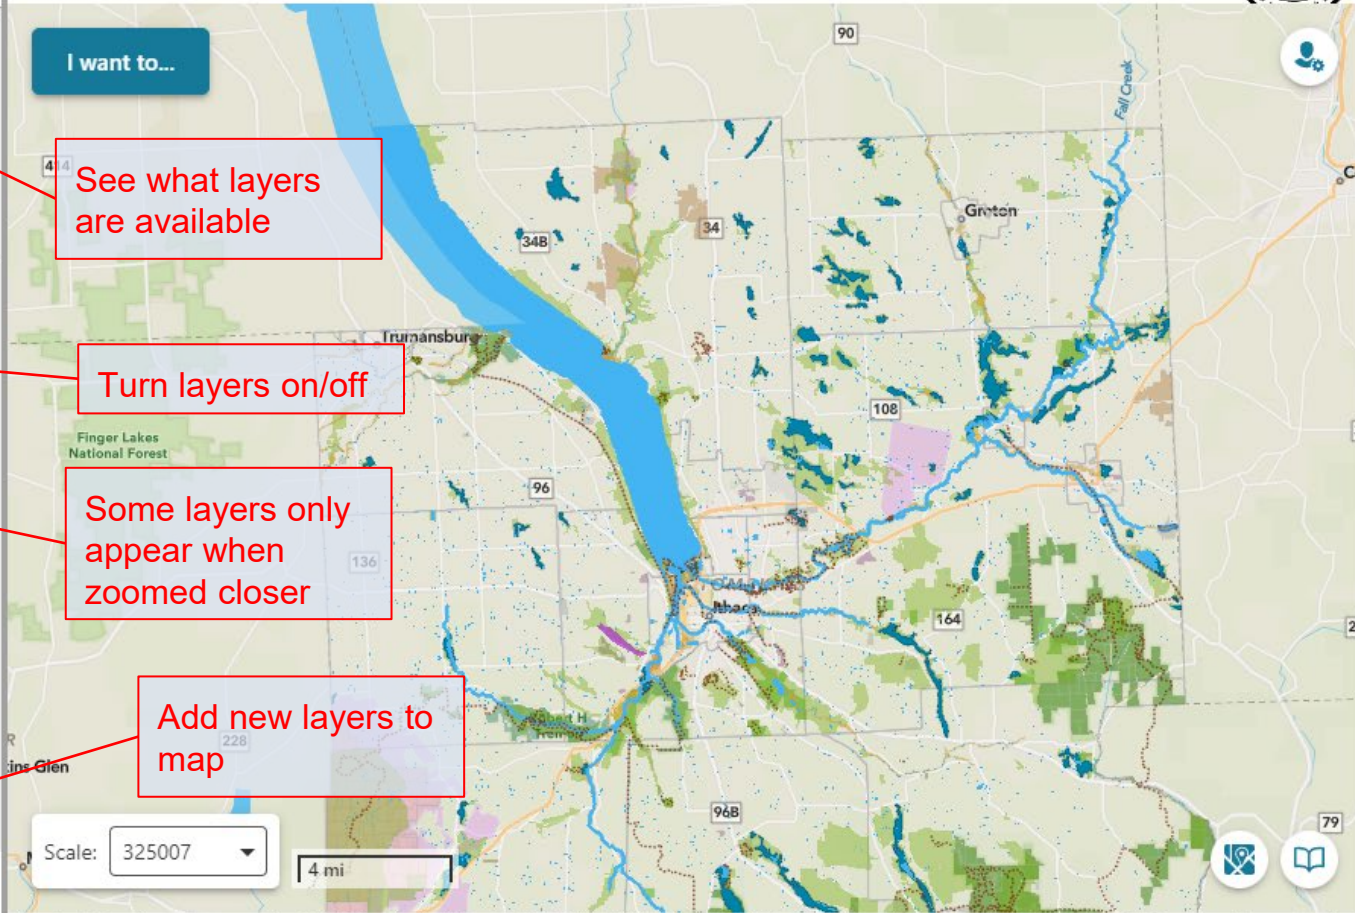 I want to...
90
Fall Creek
See what layers
are available
34B
34
Groton
Trumansburg
Turn layers on/off
108
Finger Lakes
National Forest
Some layers only
appear when
zoomed closer
96
136
Ithaca
164
Add new layers to
map
Robert H
228
96B
79
Scale: 325007
4 mi